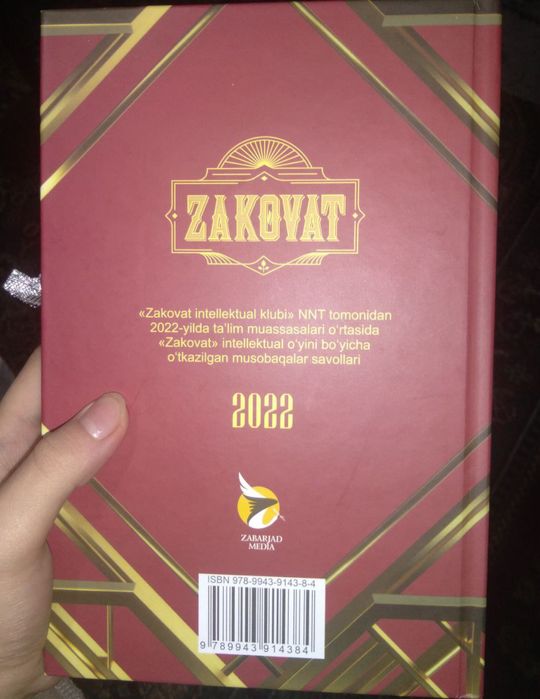 ZAKOVAT
«Zakovat intellektual klubi» NNT tomonidan
2022-yilda ta'lim muassasalari o'rtasida
«Zakovat» intellektual o'yini bo'yicha
o'tkazilgan musobaqalar savollari
2022
ZABARJAD
MEDIA
ISBN 978-9943-9143-8-4
9 789943 914384